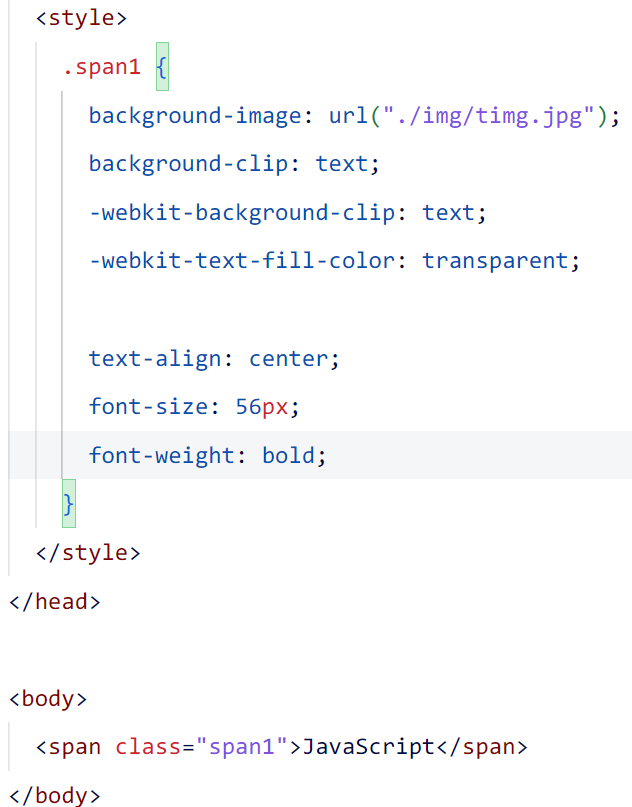 <style>
.span1 {
background-image: url("./img/timg.jpg");
background-clip: text;
-webkit-background-clip: text;
-webkit-text-fill-color: transparent;
text-align: center;
font-size: 56px;
font-weight: bold;
}
</style>
</head>
<body>
<span class="span1">JavaScript</span>
</body>